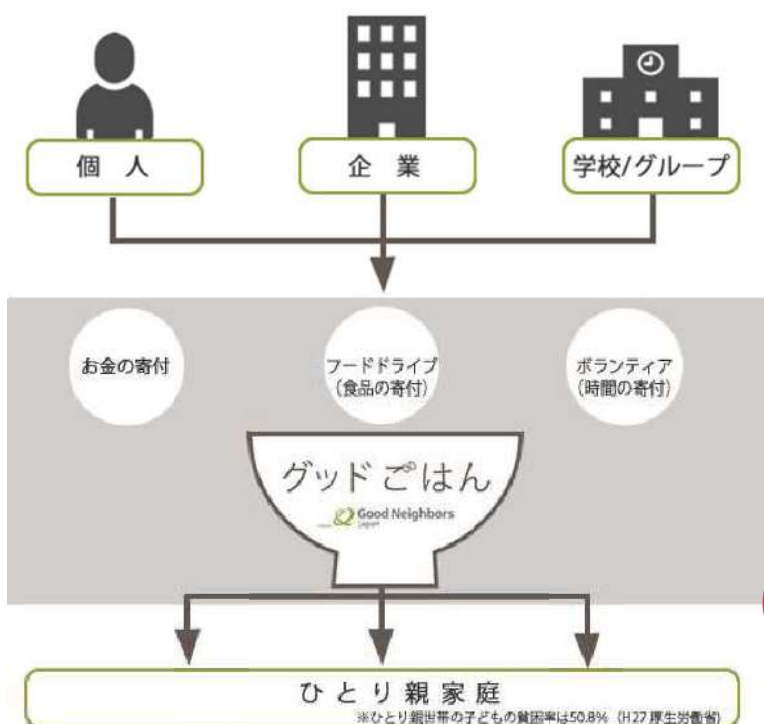 個人
企業
学校/グループ
お金の寄付
フードドライブ
(食品の寄付)
ボランティア
(時間の寄付)
グッドごはん
Good Neighbors
Japan
ひとり親家庭
※ひとり親世帯の子どもの貧困率は50.8% (H27 厚生労働省)